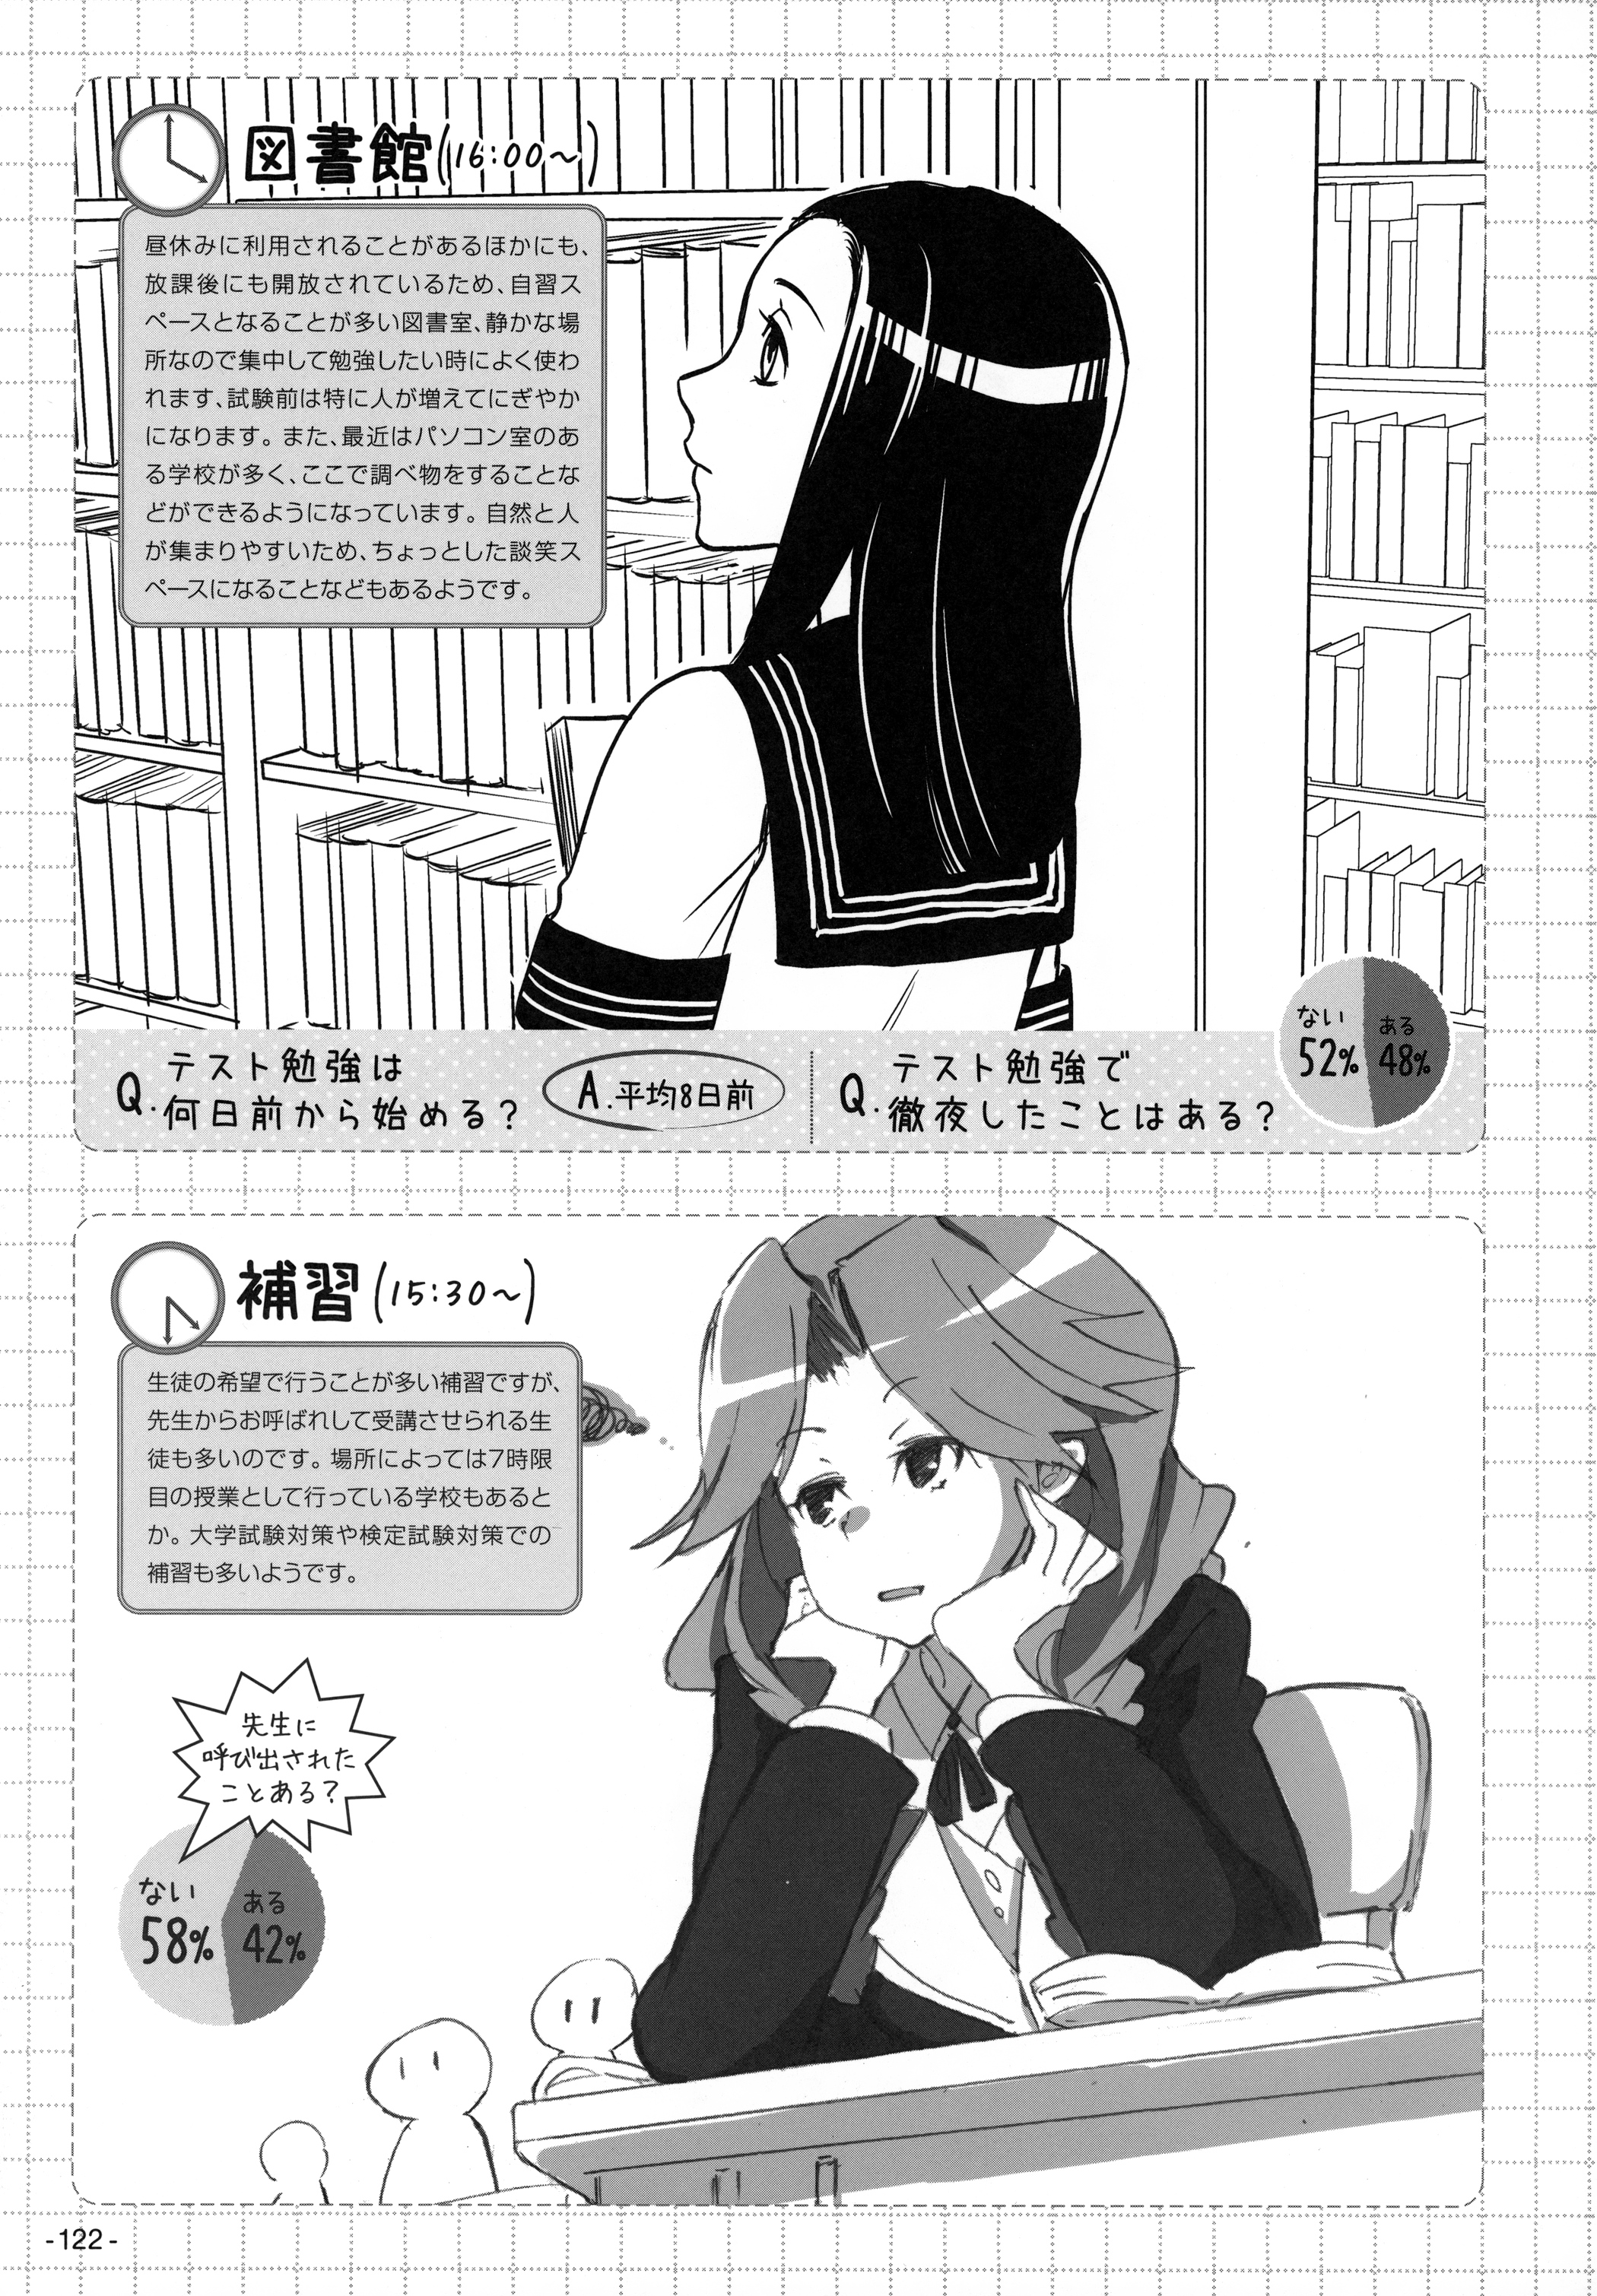 図書館(16:00～)
昼休みに利用されることがあるほかにも、
放課後にも開放されているため、自習ス
ペースとなることが多い図書室、静かな場
所なので集中して勉強したい時によく使わ
れます、試験前は特に人が増えてにぎやか
になります。また、最近はパソコン室のあ
る学校が多く、ここで調べ物をすることな
どができるようになっています。自然と人
が集まりやすいため、ちょっとした談笑ス
ペースになることなどもあるようです。
Q.テスト勉強は
何日前から始める？
A.平均8日前
Q.テスト勉強で
徹夜したことはある？
ない
52%
ある
48%
補習(15:30～)
生徒の希望で行うことが多い補習ですが、
先生からお呼ばれして受講させられる生
徒も多いのです。場所によっては7時限
目の授業として行っている学校もあると
か。大学試験対策や検定試験対策での
補習も多いようです。
先生に
呼び出された
ことある？
ない
58%
ある
42%
-122-